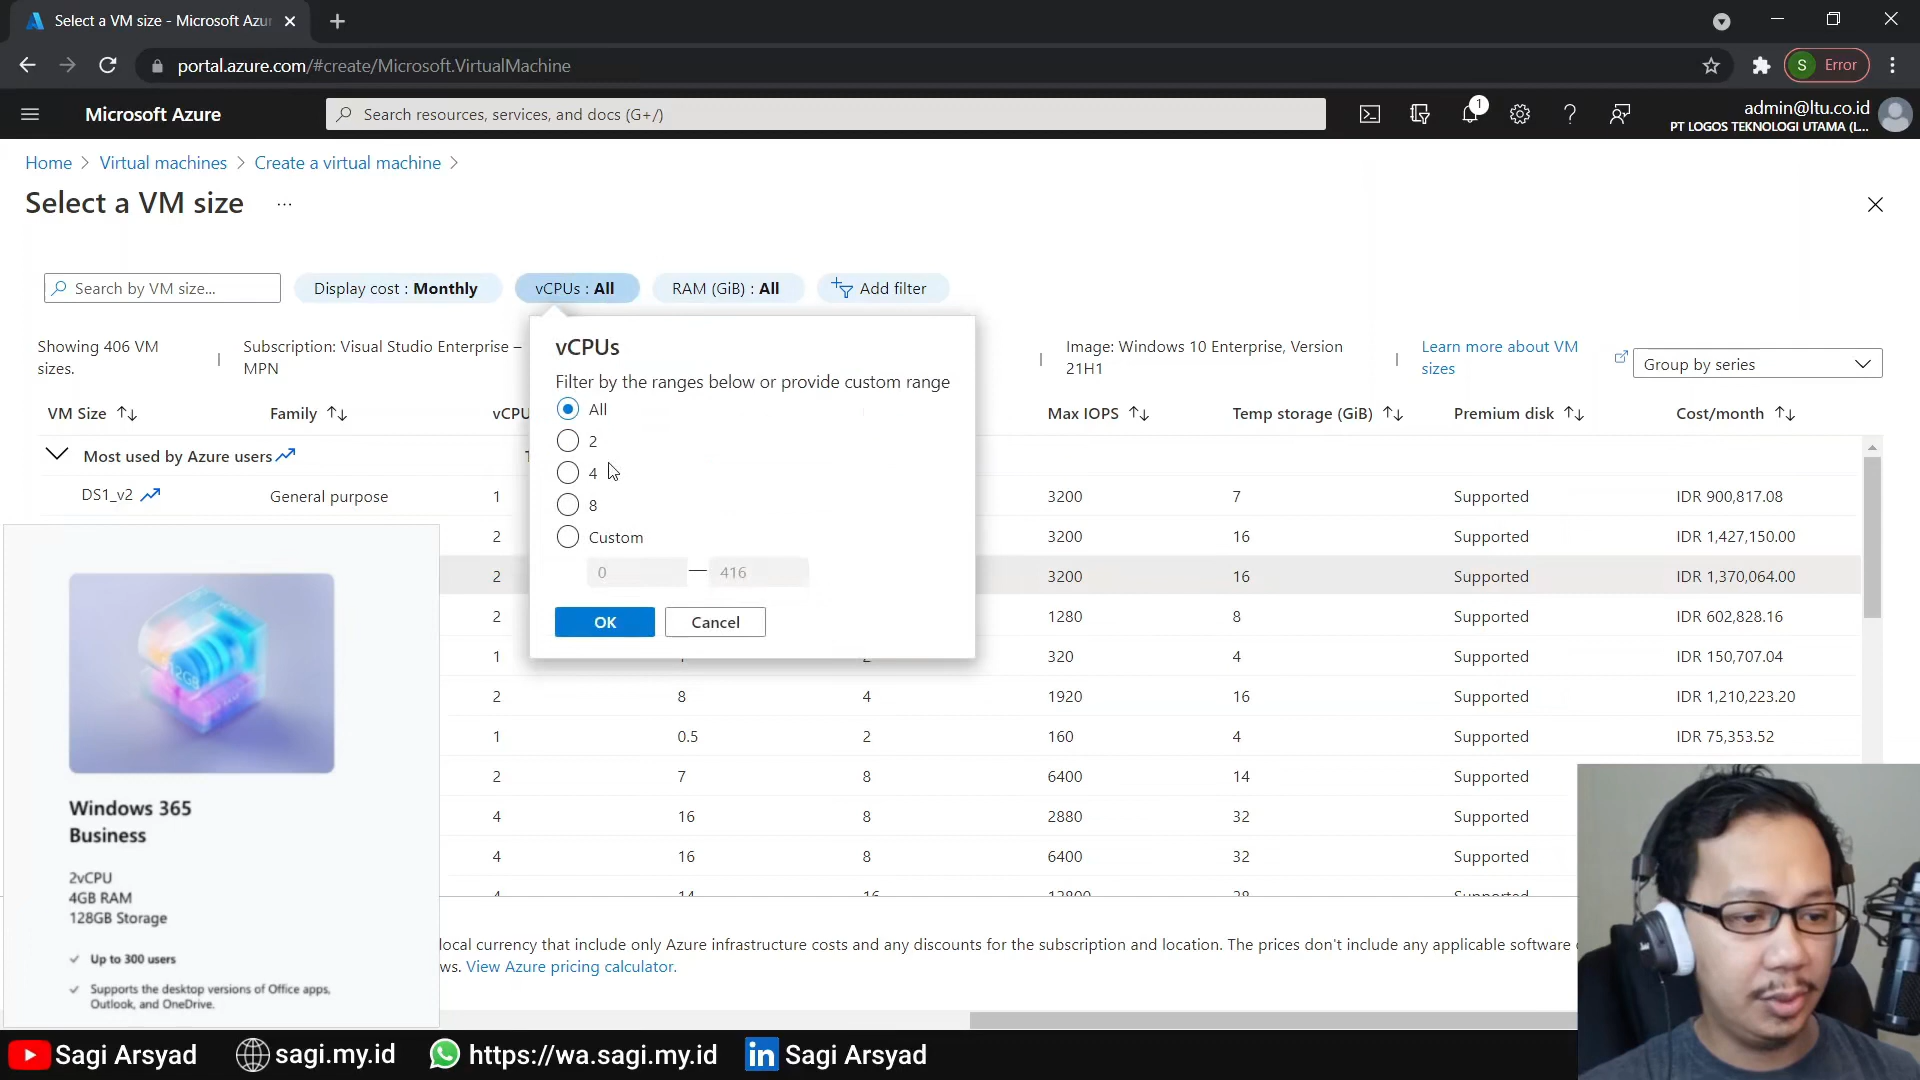 Select a VM size - Microsoft Azur
portal.azure.com/#create/Microsoft.VirtualMachine
S Error
Microsoft Azure
Search resources, services, and docs (G+/)
1
admin@ltu.co.id
PT LOGOS TEKNOLOGI UTAMA (L...
Home > Virtual machines > Create a virtual machine >
Select a VM size ...
Search by VM size...
Display cost : Monthly
vCPUs : All
RAM (GiB) : All
Add filter
Showing 406 VM
sizes.
Subscription: Visual Studio Enterprise –
MPN
Image: Windows 10 Enterprise, Version
21H1
Learn more about VM
sizes
Group by series
VM Size Family vCPU Max IOPS Temp storage (GiB) Premium disk Cost/month
Most used by Azure users
DS1_v2 General purpose 1 3200 7 Supported IDR 900,817.08
2 3200 16 Supported IDR 1,427,150.00
2 3200 16 Supported IDR 1,370,064.00
2 1280 8 Supported IDR 602,828.16
1 320 4 Supported IDR 150,707.04
2 8 4 1920 16 Supported IDR 1,210,223.20
1 0.5 2 160 4 Supported IDR 75,353.52
2 7 8 6400 14 Supported
4 16 8 2880 32 Supported
4 16 8 6400 32 Supported
vCPUs
Filter by the ranges below or provide custom range
All
2
4
8
Custom
0 — 416
OK
Cancel
local currency that include only Azure infrastructure costs and any discounts for the subscription and location. The prices don't include any applicable software
ws. View Azure pricing calculator.
Windows 365
Business
2vCPU
4GB RAM
128GB Storage
Up to 300 users
Supports the desktop versions of Office apps,
Outlook, and OneDrive.
Sagi Arsyad
sagi.my.id
https://wa.sagi.my.id
in Sagi Arsyad